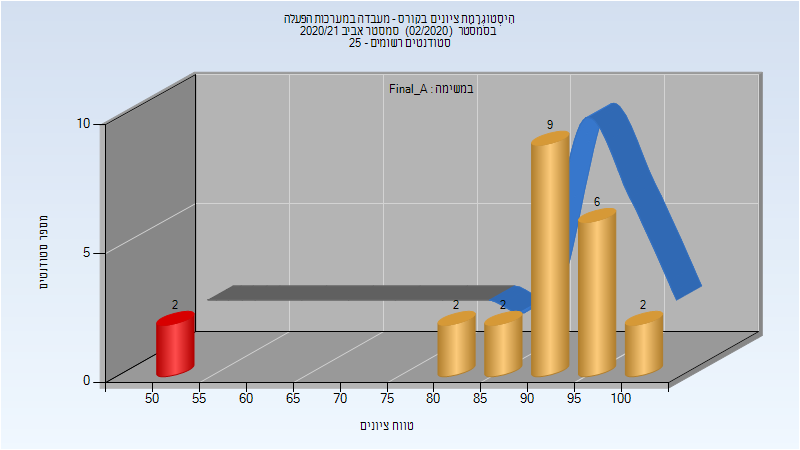 היסטוגרמת ציונים בקורס - מעבדה במערכות הפעלה
בסמסטר (02/2020) סמסטר אביב 2020/21
סטודנטים רשומים - 25
במשימה : Final_A
מספר סטודנטים
10
5
0
2
2
2
9
6
2
50 55 60 65 70 75 80 85 90 95 100
טווח ציונים